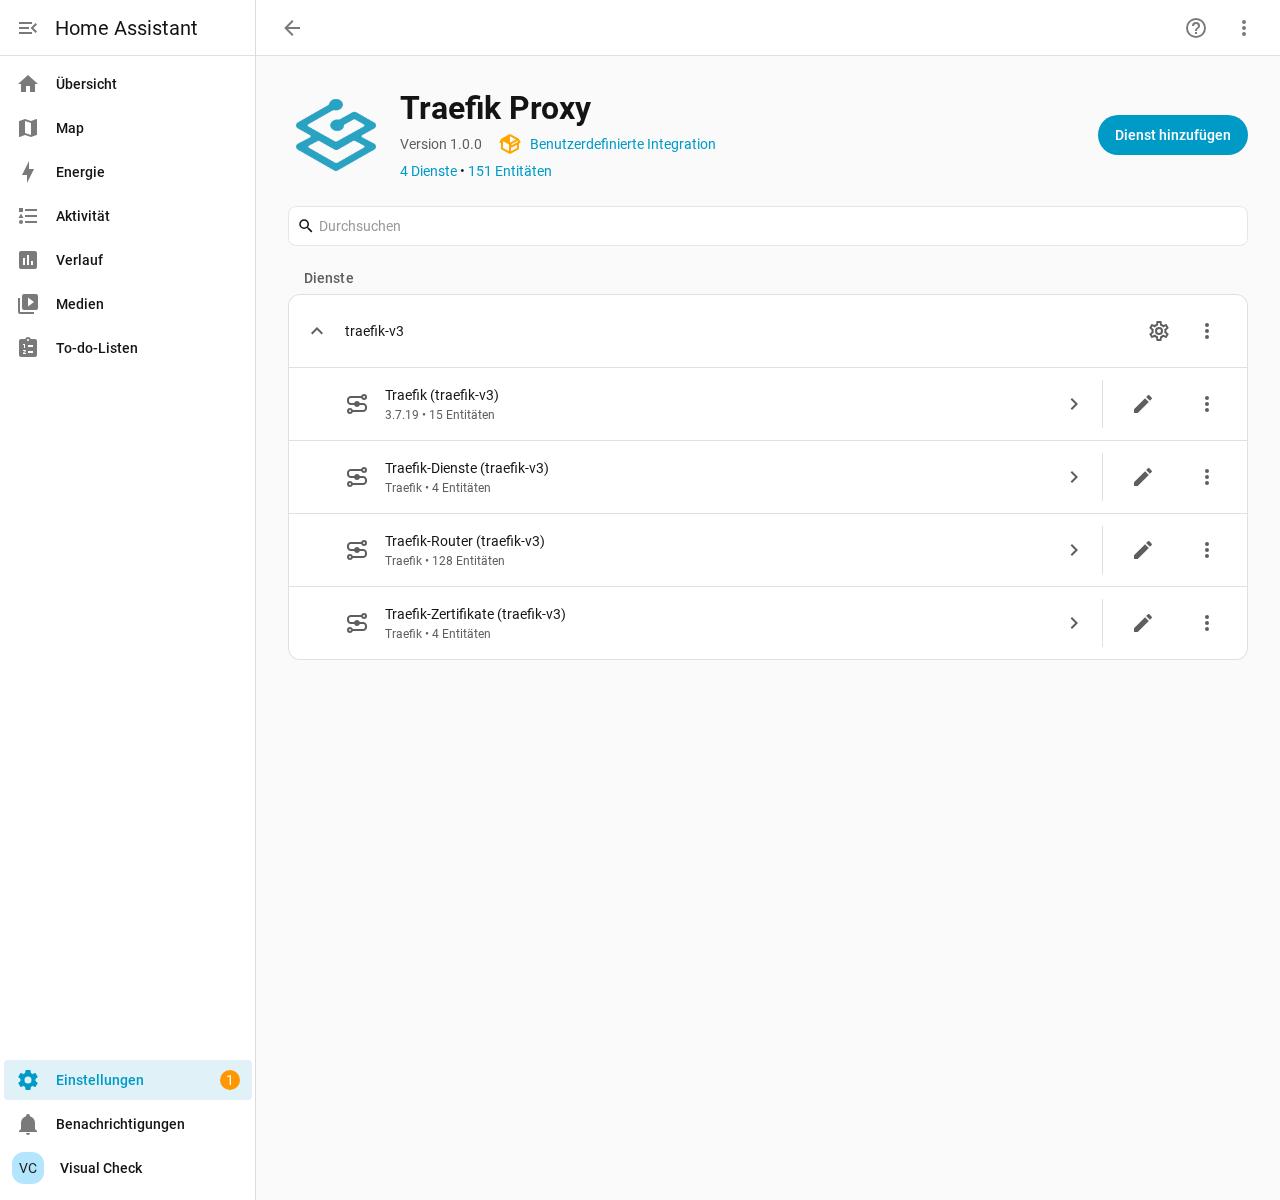 Home Assistant
Übersicht
Map
Energie
Aktivität
Verlauf
Medien
To-do-Listen
Einstellungen
1
Benachrichtigungen
VC
Visual Check
Traefik Proxy
Version 1.0.0
Benutzerdefinierte Integration
4 Dienste • 151 Entitäten
Dienst hinzufügen
Durchsuchen
Dienste
traefik-v3
Traefik (traefik-v3)
3.7.19 • 15 Entitäten
Traefik-Dienste (traefik-v3)
Traefik • 4 Entitäten
Traefik-Router (traefik-v3)
Traefik • 128 Entitäten
Traefik-Zertifikate (traefik-v3)
Traefik • 4 Entitäten